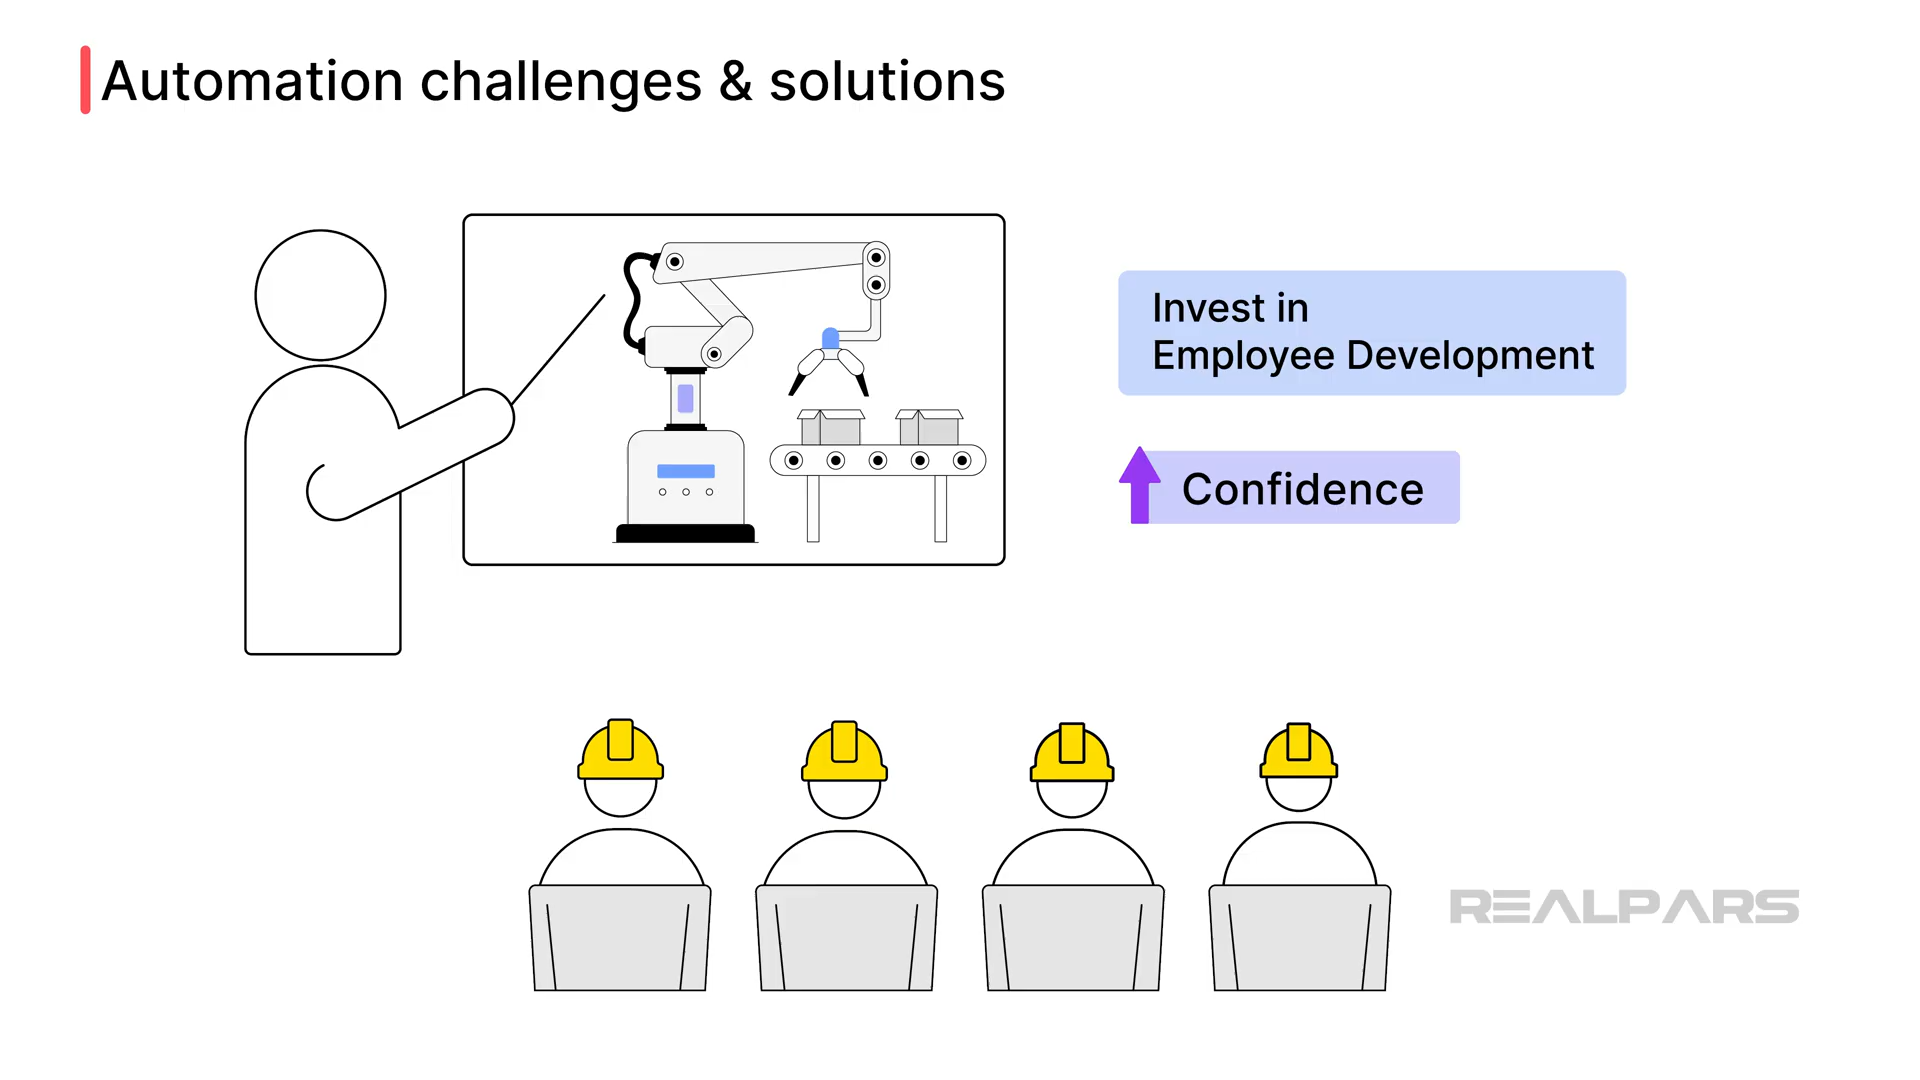 Automation challenges & solutions
Invest in
Employee Development
Confidence
REALPARS